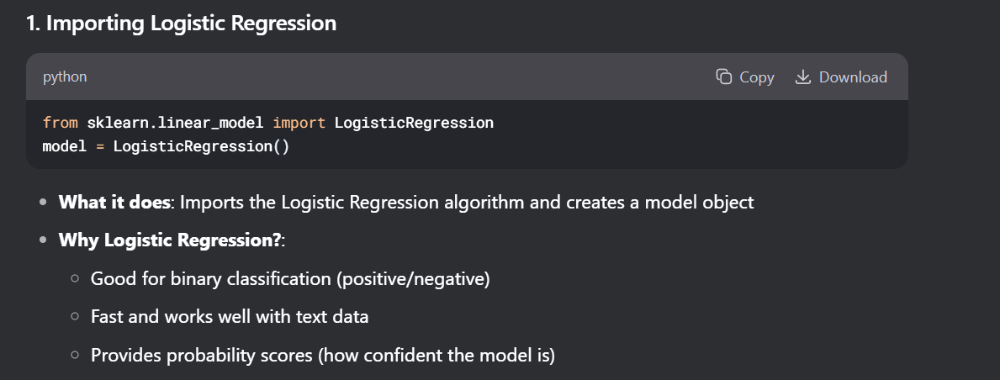 1. Importing Logistic Regression
python
Copy
Download
from sklearn.linear_model import LogisticRegression
model = LogisticRegression()
What it does: Imports the Logistic Regression algorithm and creates a model object
Why Logistic Regression?:
Good for binary classification (positive/negative)
Fast and works well with text data
Provides probability scores (how confident the model is)